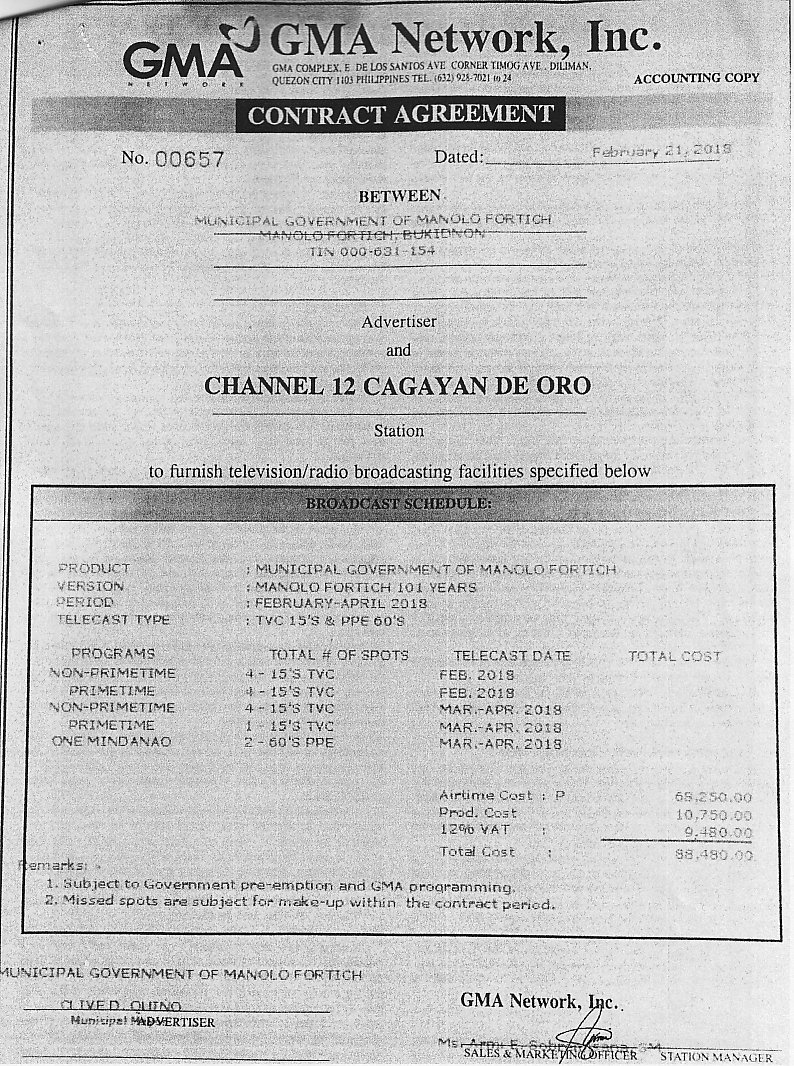 GMA NETWORK
GMA Network, Inc.
GMA COMPLEX, E. DE LOS SANTOS AVE. CORNER TIMOG AVE., DILIMAN,
QUEZON CITY 1103 PHILIPPINES TEL. (632) 928-7021 to 24
ACCOUNTING COPY
CONTRACT AGREEMENT
No. 00657
Dated: February 21, 2018
BETWEEN
MUNICIPAL GOVERNMENT OF MANOLO FORTICH
MANOLO FORTICH, BUKIDNON
TIN 000-631-154
Advertiser
and
CHANNEL 12 CAGAYAN DE ORO
Station
to furnish television/radio broadcasting facilities specified below
BROADCAST SCHEDULE:
PRODUCT : MUNICIPAL GOVERNMENT OF MANOLO FORTICH
VERSION : MANOLO FORTICH 101 YEARS
PERIOD : FEBRUARY-APRIL 2018
TELECAST TYPE : TVC 15'S & PPE 60'S
PROGRAMS TOTAL # OF SPOTS TELECAST DATE TOTAL COST
NON-PRIMETIME 4 - 15'S TVC FEB. 2018
PRIMETIME 4 - 15'S TVC FEB. 2018
NON-PRIMETIME 4 - 15'S TVC MAR.-APR. 2018
PRIMETIME 1 - 15'S TVC MAR.-APR. 2018
ONE MINDANAO 2 - 60'S PPE MAR.-APR. 2018
Airtime Cost : P 68,250.00
Prod. Cost 10,750.00
12% VAT : 9,480.00
Total Cost : 88,480.00
Remarks: -
1. Subject to Government pre-emption and GMA programming.
2. Missed spots are subject for make-up within the contract period.
MUNICIPAL GOVERNMENT OF MANOLO FORTICH
CLIVE D. QUIÑO
Municipal
ADVERTISER
GMA Network, Inc.
Ms.
SALES & MARKETING OFFICER STATION MANAGER